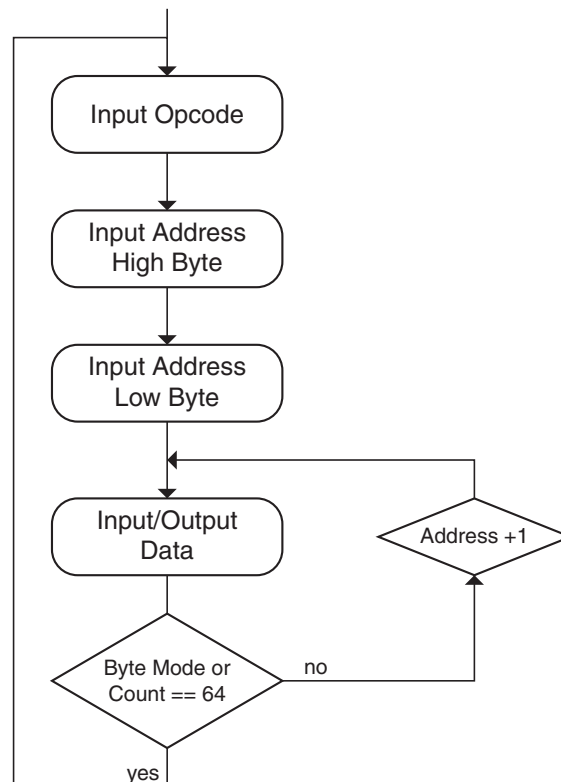 Input Opcode
Input Address
High Byte
Input Address
Low Byte
Input/Output
Data
Address +1
Byte Mode or
Count == 64
no
yes